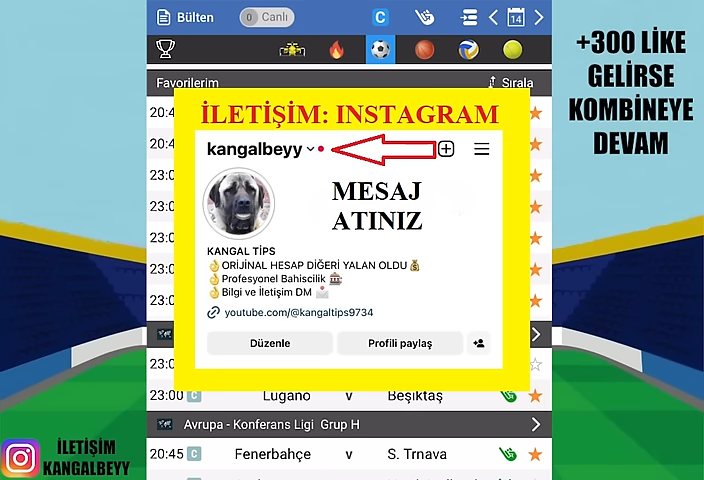 Bülten
0 Canlı
C
14
Favorilerim
Sırala
20:4
20:4
20:
23:0
23:0
23:0
23:0
İLETİŞİM: INSTAGRAM
kangalbeyy
MESAJ
ATINIZ
KANGAL TİPS
👌ORİJİNAL HESAP DİĞERİ YALAN OLDU 💰
👌Profesyonel Bahiscilik 🎰
👌Bilgi ve İletişim DM 📩
youtube.com/@kangaltips9734
Düzenle
Profili paylaş
23:0
23:00 C Lugano v Beşiktaş
Avrupa - Konferans Ligi Grup H
20:45 C Fenerbahçe v S. Trnava
+300 LİKE
GELİRSE
KOMBİNEYE
DEVAM
İLETİŞİM
KANGALBEYY